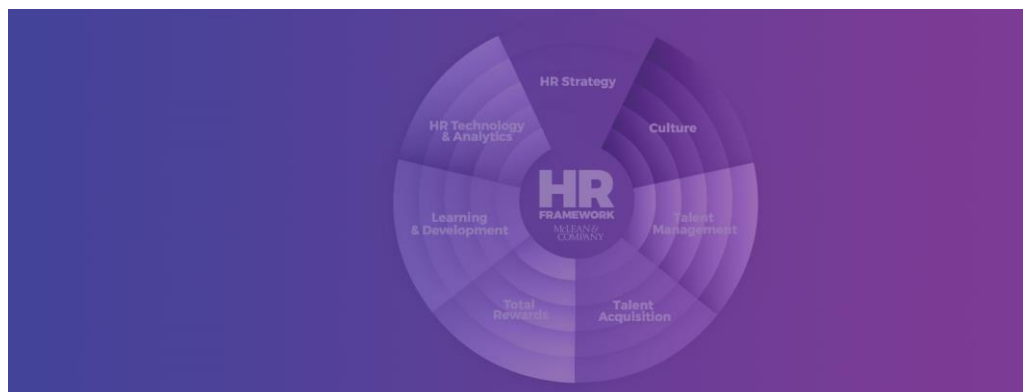 HR Strategy
Culture
Talent
Management
Talent
Acquisition
Total
Rewards
Learning
& Development
HR Technology
& Analytics
HR
FRAMEWORK
McLEAN &
COMPANY